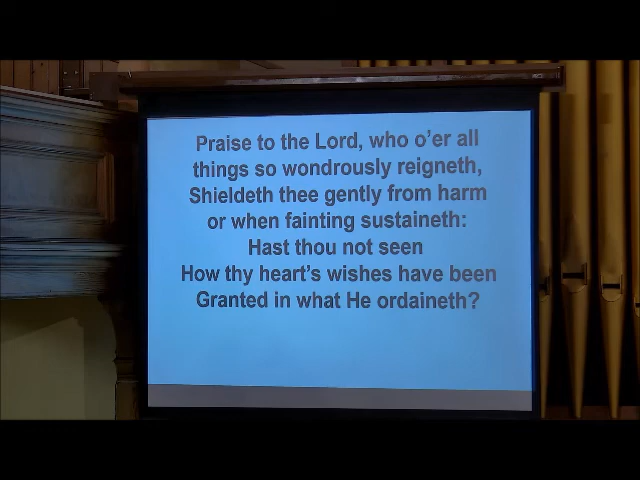 Praise to the Lord, who o'er all
things so wondrously reigneth,
Shieldeth thee gently from harm
or when fainting sustaineth:
Hast thou not seen
How thy heart's wishes have been
Granted in what He ordaineth?